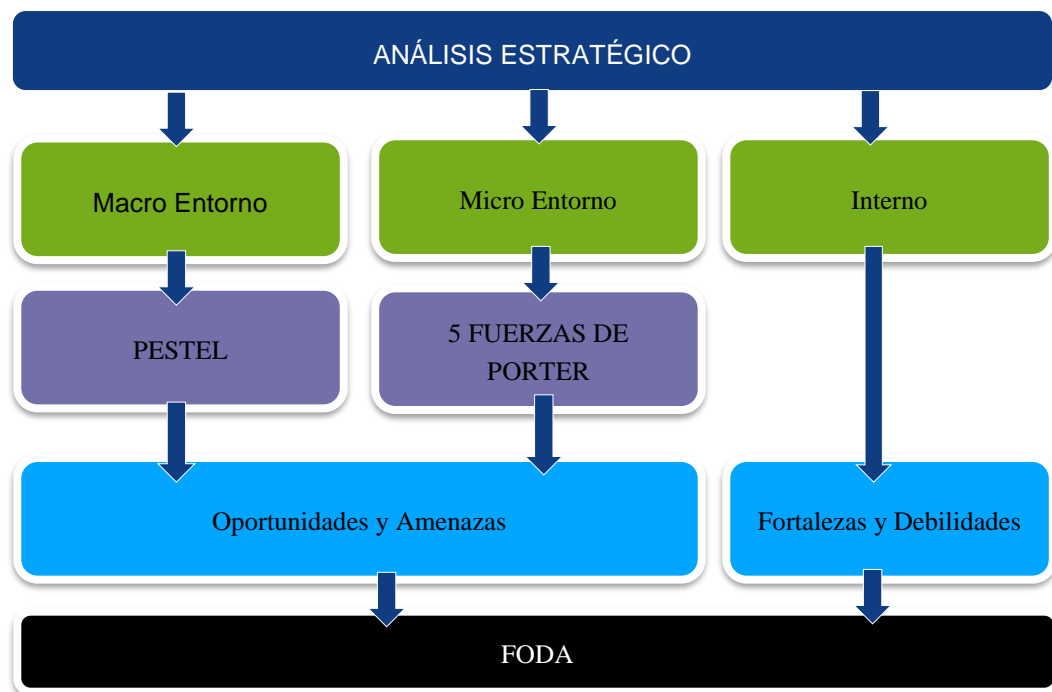 ANÁLISIS ESTRATÉGICO
Macro Entorno
Micro Entorno
Interno
PESTEL
5 FUERZAS DE
PORTER
Oportunidades y Amenazas
Fortalezas y Debilidades
FODA